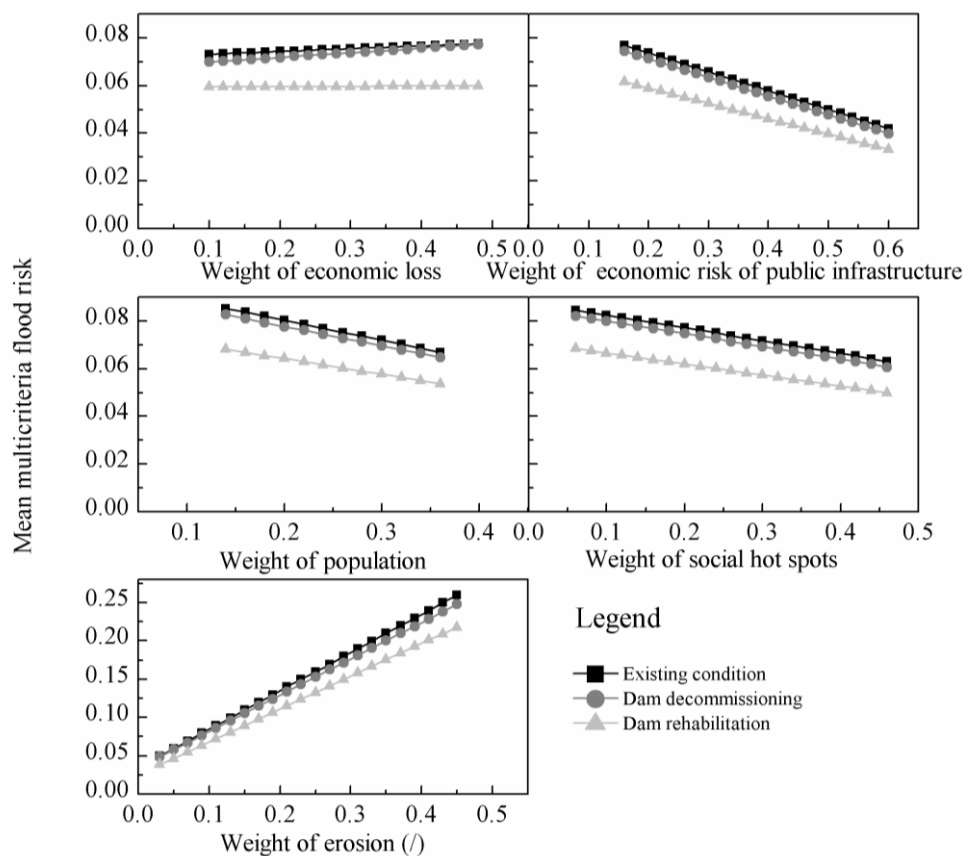 Mean multicriteria flood risk
0.08
0.06
0.04
0.02
0.00
0.0 0.1 0.2 0.3 0.4 0.5
Weight of economic loss
0.0 0.1 0.2 0.3 0.4 0.5 0.6
Weight of economic risk of public infrastructure
0.08
0.06
0.04
0.02
0.00
0.1 0.2 0.3 0.4
Weight of population
0.0 0.1 0.2 0.3 0.4 0.5
Weight of social hot spots
0.25
0.20
0.15
0.10
0.05
0.00
0.0 0.1 0.2 0.3 0.4 0.5
Weight of erosion (/)
Legend
Existing condition
Dam decommissioning
Dam rehabilitation